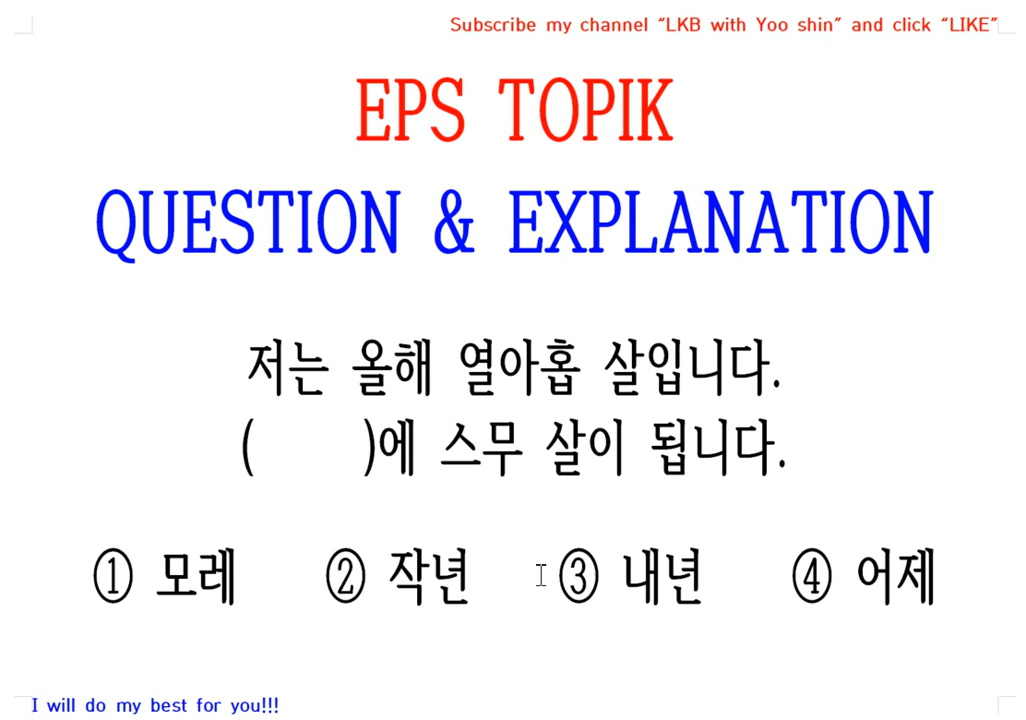 Subscribe my channel “LKB with Yoo shin” and click “LIKE”
EPS TOPIK
QUESTION & EXPLANATION
저는 올해 열아홉 살입니다.
( )에 스무 살이 됩니다.
① 모레 ② 작년 ③ 내년 ④ 어제
I will do my best for you!!!